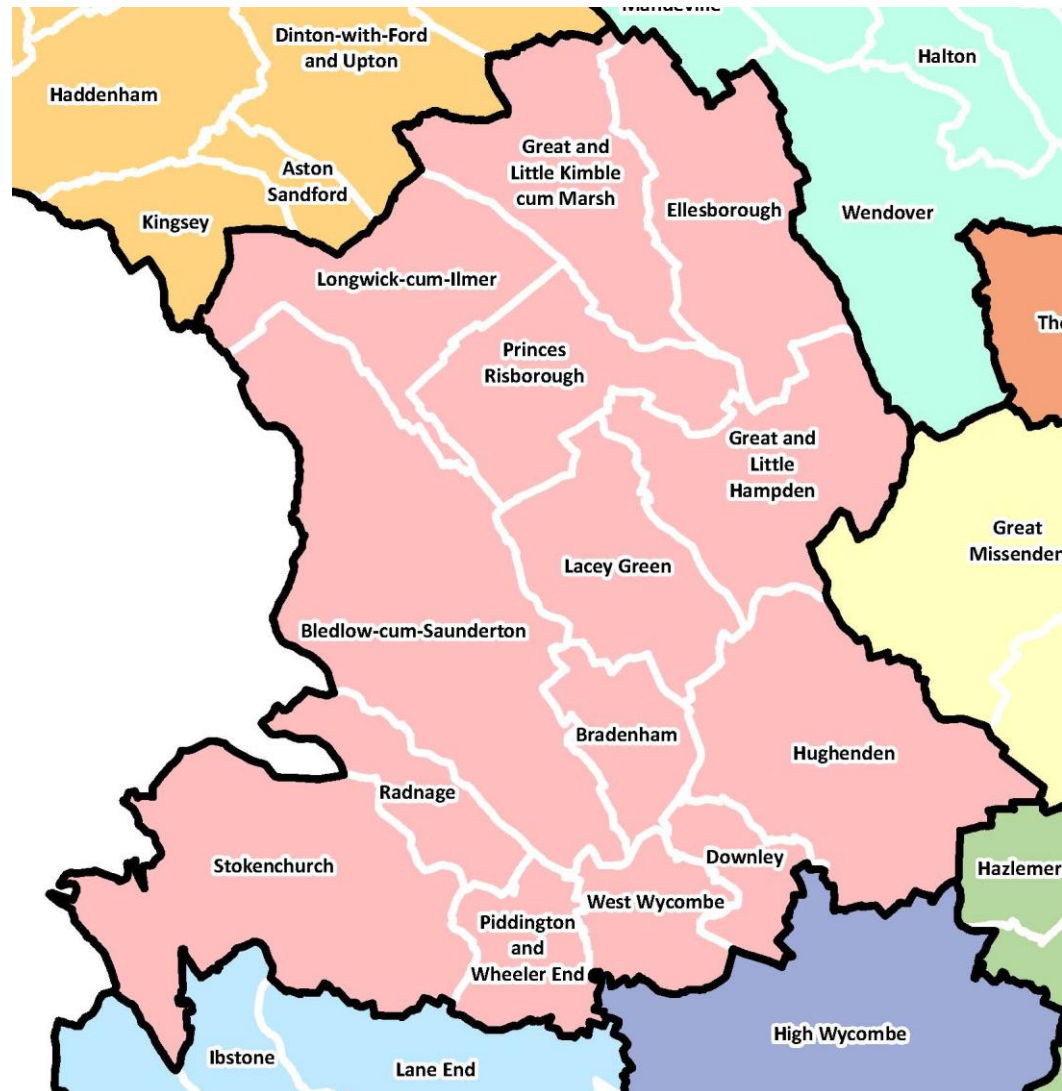 Dinton-with-Ford
and Upton
Halton
Haddenham
Great and
Little Kimble
cum Marsh
Aston
Sandford
Ellesborough
Wendover
Kingsey
Longwick-cum-Ilmer
Princes
Risborough
Great and
Little
Hampden
Great
Missenden
Lacey Green
Bledlow-cum-Saunderton
Bradenham
Hughenden
Radnage
Downley
Stokenchurch
West Wycombe
Hazlemer
Piddington
and
Wheeler End
High Wycombe
Ibstone
Lane End